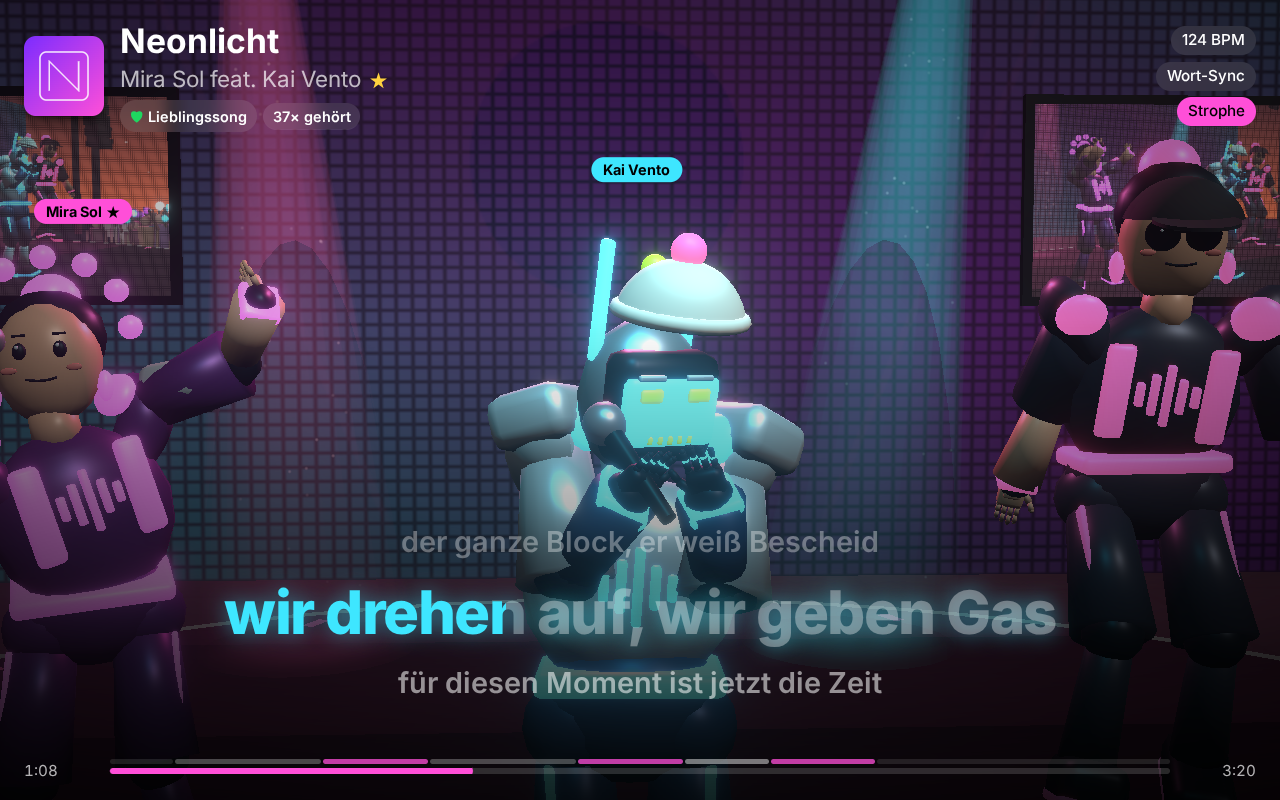 Neonlicht
Mira Sol feat. Kai Vento ★
Lieblingssong
37× gehört
124 BPM
Wort-Sync
Strophe
Kai Vento
Mira Sol ★
der ganze Block, er weiß Bescheid
wir drehen auf, wir geben Gas
für diesen Moment ist jetzt die Zeit
1:08
3:20